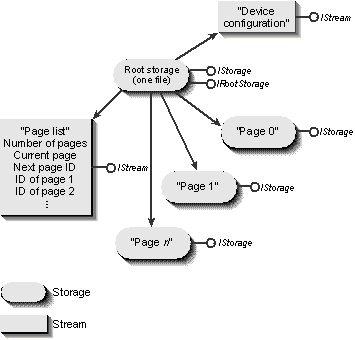 "Device
configuration"
IStream
Root storage
(one file)
IStorage
IRootStorage
"Page list"
Number of pages
Current page
Next page ID
ID of page 1
ID of page 2
⋮
IStream
"Page 0"
IStorage
"Page 1"
IStorage
"Page n"
IStorage
Storage
Stream